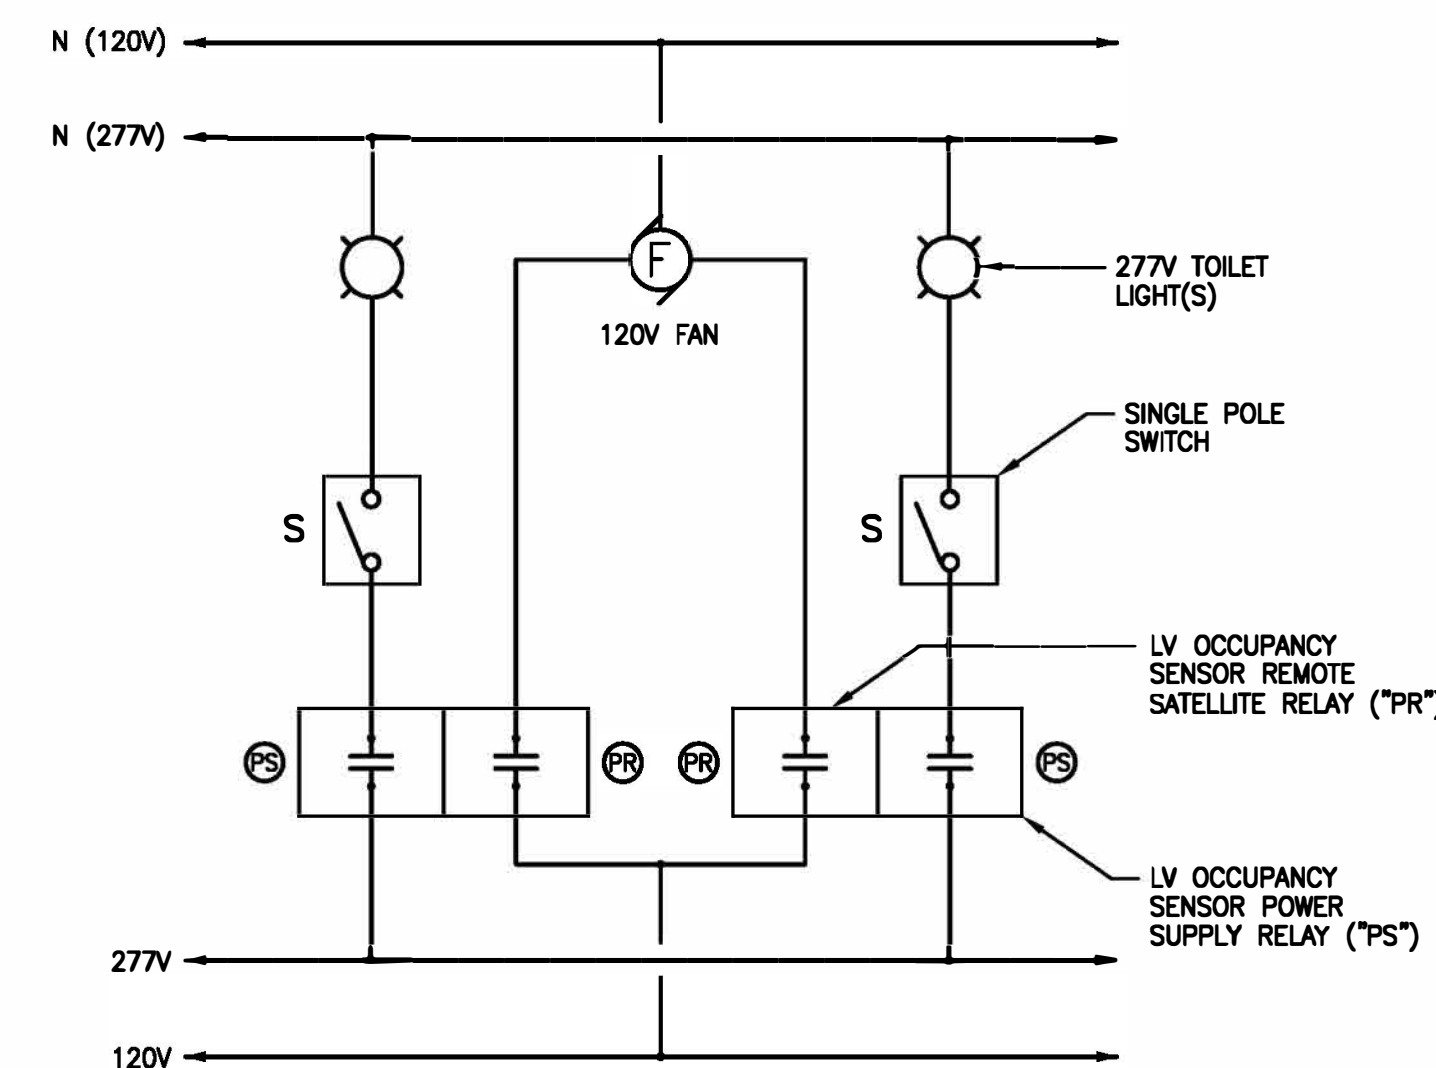 N (120V)
N (277V)
F
120V FAN
277V TOILET
LIGHT(S)
SINGLE POLE
SWITCH
S
S
LV OCCUPANCY
SENSOR REMOTE
SATELLITE RELAY ("PR")
PS
PR
PR
PS
LV OCCUPANCY
SENSOR POWER
SUPPLY RELAY ("PS")
277V
120V